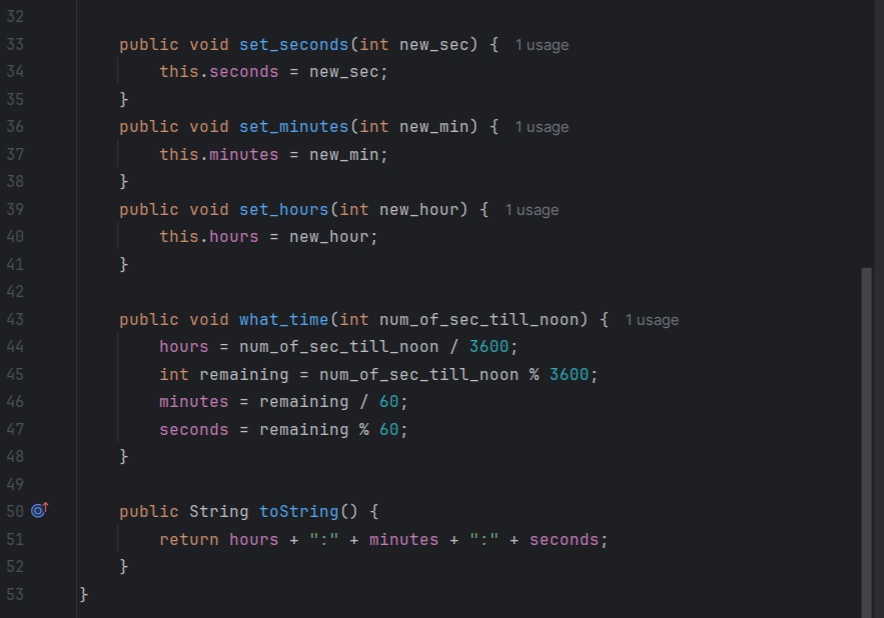 32
33 public void set_seconds(int new_sec) { 1 usage
34 this.seconds = new_sec;
35 }
36 public void set_minutes(int new_min) { 1 usage
37 this.minutes = new_min;
38 }
39 public void set_hours(int new_hour) { 1 usage
40 this.hours = new_hour;
41 }
42
43 public void what_time(int num_of_sec_till_noon) { 1 usage
44 hours = num_of_sec_till_noon / 3600;
45 int remaining = num_of_sec_till_noon % 3600;
46 minutes = remaining / 60;
47 seconds = remaining % 60;
48 }
49
50 public String toString() {
51 return hours + ":" + minutes + ":" + seconds;
52 }
53 }